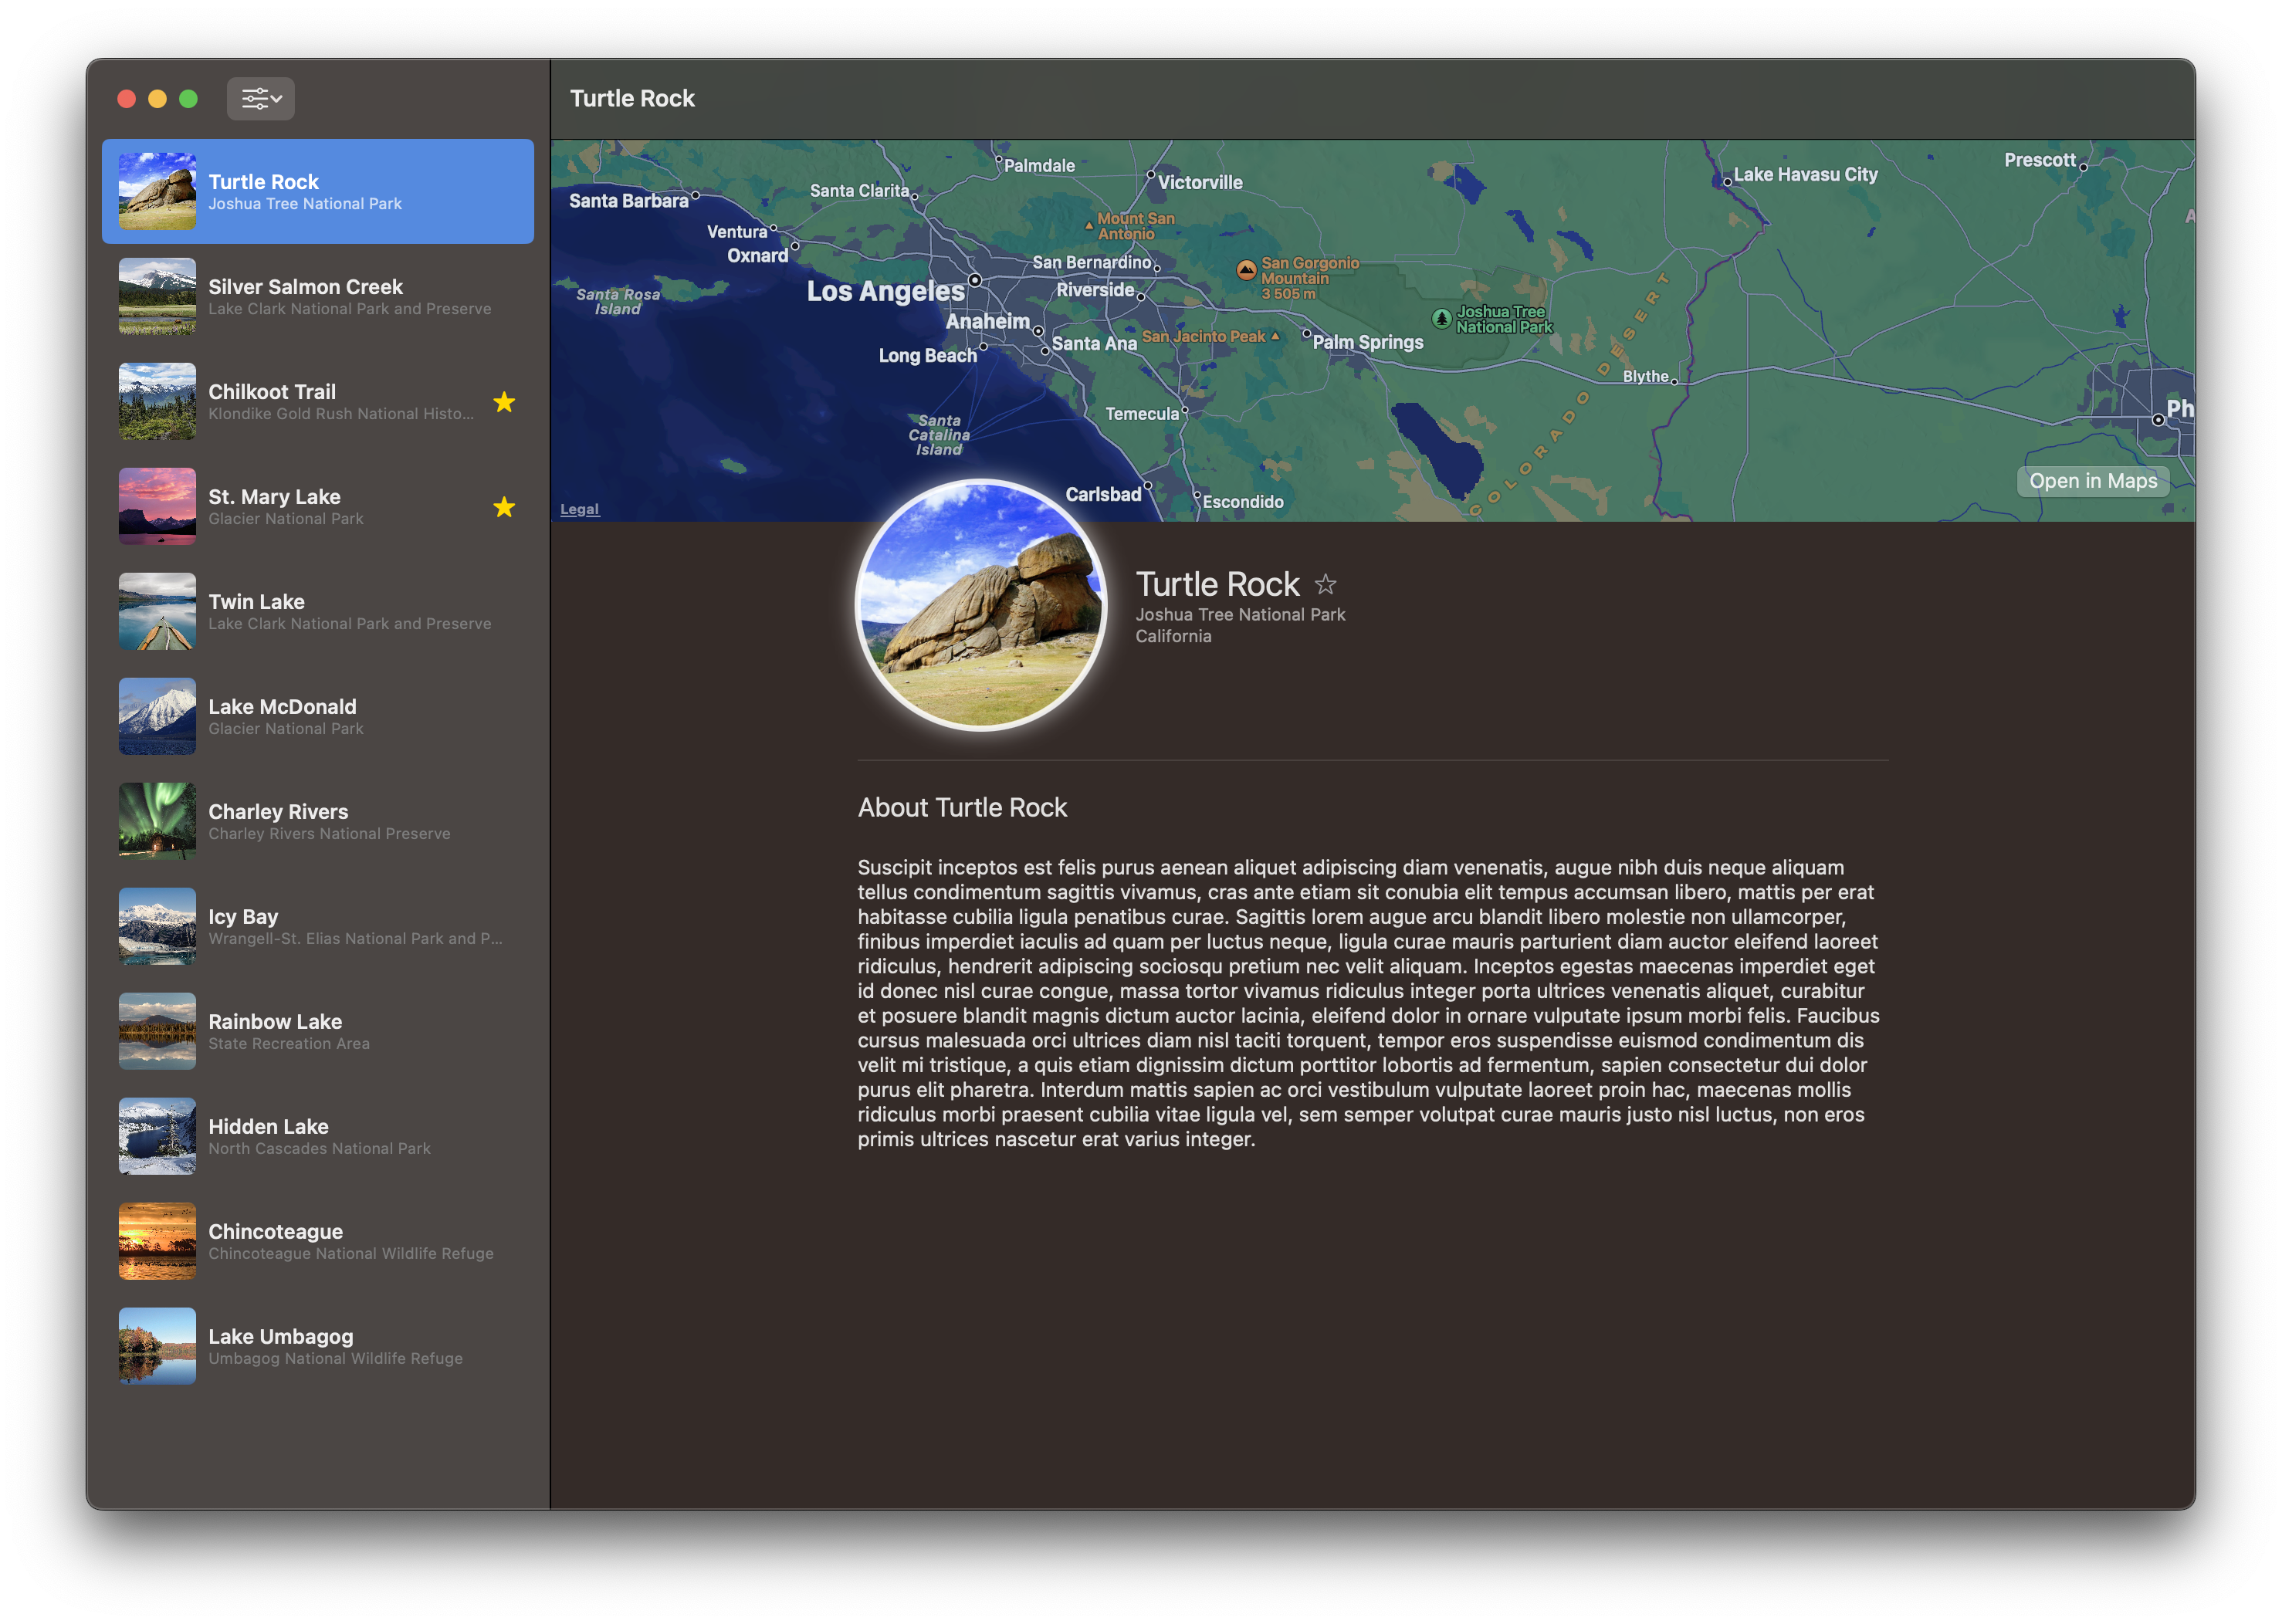 Turtle Rock
Turtle Rock
Joshua Tree National Park
Silver Salmon Creek
Lake Clark National Park and Preserve
Chilkoot Trail
Klondike Gold Rush National Histo...
St. Mary Lake
Glacier National Park
Twin Lake
Lake Clark National Park and Preserve
Lake McDonald
Glacier National Park
Charley Rivers
Charley Rivers National Preserve
Icy Bay
Wrangell-St. Elias National Park and P...
Rainbow Lake
State Recreation Area
Hidden Lake
North Cascades National Park
Chincoteague
Chincoteague National Wildlife Refuge
Lake Umbagog
Umbagog National Wildlife Refuge
Palmdale
Prescott
Lake Havasu City
Victorville
Santa Clarita
Santa Barbara
A
Mount San
Antonio
Ventura
Oxnard
San Bernardino
San Gorgonio
Mountain
3 505 m
Los Angeles
Riverside
Santa Rosa
Island
Joshua Tree
National Park
Anaheim
San Jacinto Peak
Santa Ana
Palm Springs
Long Beach
Blythe
COLORADO DESERT
Temecula
Ph
Santa
Catalina
Island
Open in Maps
Carlsbad
Escondido
Legal
Turtle Rock
Joshua Tree National Park
California
About Turtle Rock
Suscipit inceptos est felis purus aenean aliquet adipiscing diam venenatis, augue nibh duis neque aliquam
tellus condimentum sagittis vivamus, cras ante etiam sit conubia elit tempus accumsan libero, mattis per erat
habitasse cubilia ligula penatibus curae. Sagittis lorem augue arcu blandit libero molestie non ullamcorper,
finibus imperdiet iaculis ad quam per luctus neque, ligula curae mauris parturient diam auctor eleifend laoreet
ridiculus, hendrerit adipiscing sociosqu pretium nec velit aliquam. Inceptos egestas maecenas imperdiet eget
id donec nisl curae congue, massa tortor vivamus ridiculus integer porta ultrices venenatis aliquet, curabitur
et posuere blandit magnis dictum auctor lacinia, eleifend dolor in ornare vulputate ipsum morbi felis. Faucibus
cursus malesuada orci ultrices diam nisl taciti torquent, tempor eros suspendisse euismod condimentum dis
velit mi tristique, a quis etiam dignissim dictum porttitor lobortis ad fermentum, sapien consectetur dui dolor
purus elit pharetra. Interdum mattis sapien ac orci vestibulum vulputate laoreet proin hac, maecenas mollis
ridiculus morbi praesent cubilia vitae ligula vel, sem semper volutpat curae mauris justo nisl luctus, non eros
primis ultrices nascetur erat varius integer.